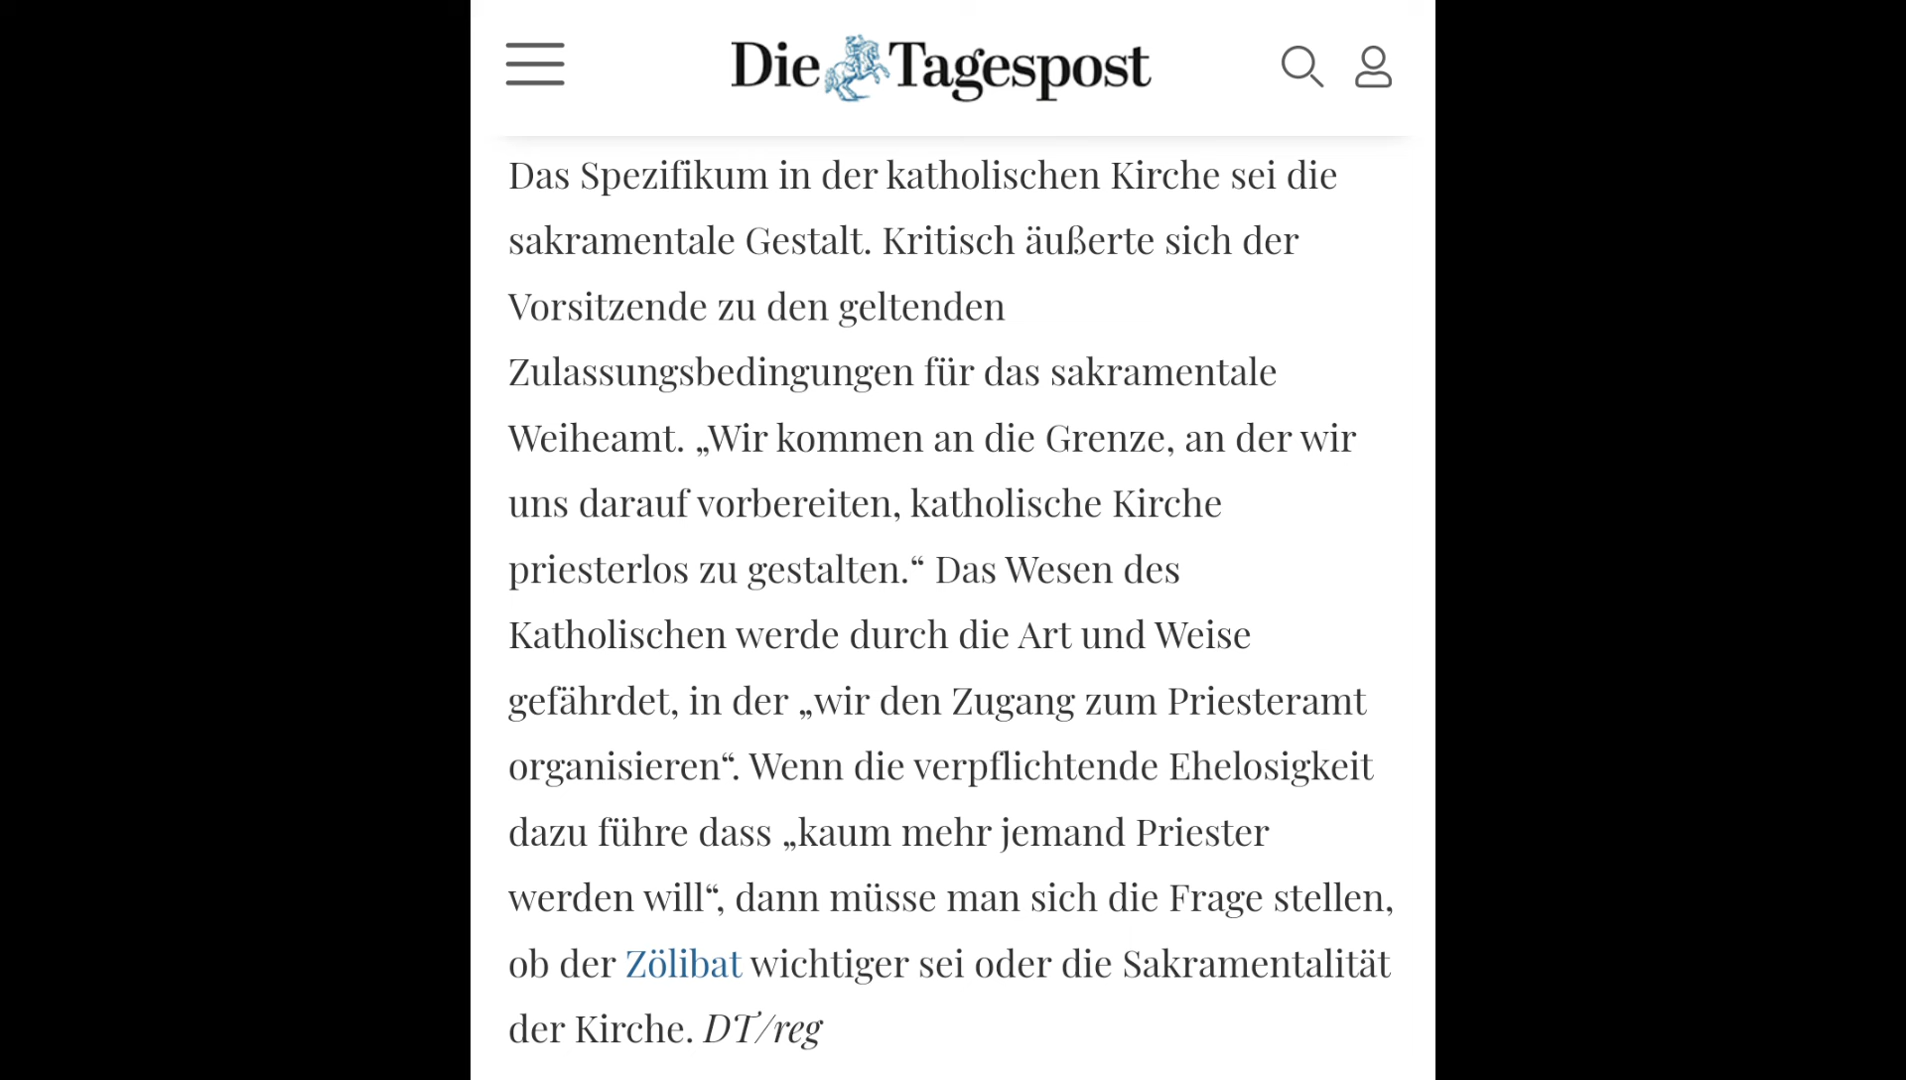 Die Tagespost
Das Spezifikum in der katholischen Kirche sei die
sakramentale Gestalt. Kritisch äußerte sich der
Vorsitzende zu den geltenden
Zulassungsbedingungen für das sakramentale
Weiheamt. „Wir kommen an die Grenze, an der wir
uns darauf vorbereiten, katholische Kirche
priesterlos zu gestalten.“ Das Wesen des
Katholischen werde durch die Art und Weise
gefährdet, in der „wir den Zugang zum Priesteramt
organisieren“. Wenn die verpflichtende Ehelosigkeit
dazu führe dass „kaum mehr jemand Priester
werden will“, dann müsse man sich die Frage stellen,
ob der Zölibat wichtiger sei oder die Sakramentalität
der Kirche. DT/reg